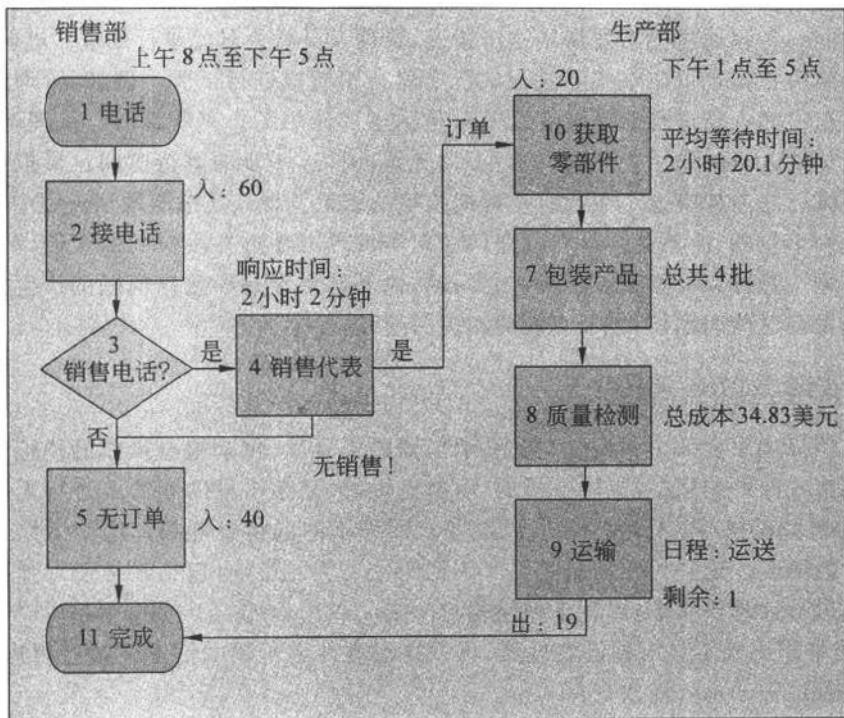 销售部
上午 8 点至下午 5 点
1 电话
入：60
2 接电话
3
销售电话?
是
响应时间：
2 小时 2 分钟
4 销售代表
是
否
无销售！
5 无订单
入：40
11 完成
生产部
下午 1 点至 5 点
入：20
订单
10 获取
零部件
平均等待时间：
2 小时 20.1 分钟
7 包装产品
总共 4 批
8 质量检测
总成本 34.83 美元
9 运输
日程：运送
剩余：1
出：19